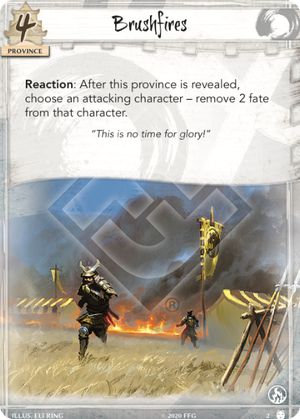 Brushfires
4
PROVINCE
Reaction: After this province is revealed,
choose an attacking character – remove 2 fate
from that character.
“This is no time for glory!”
ILLUS. ELI RING
© 2020 FFG
2
®